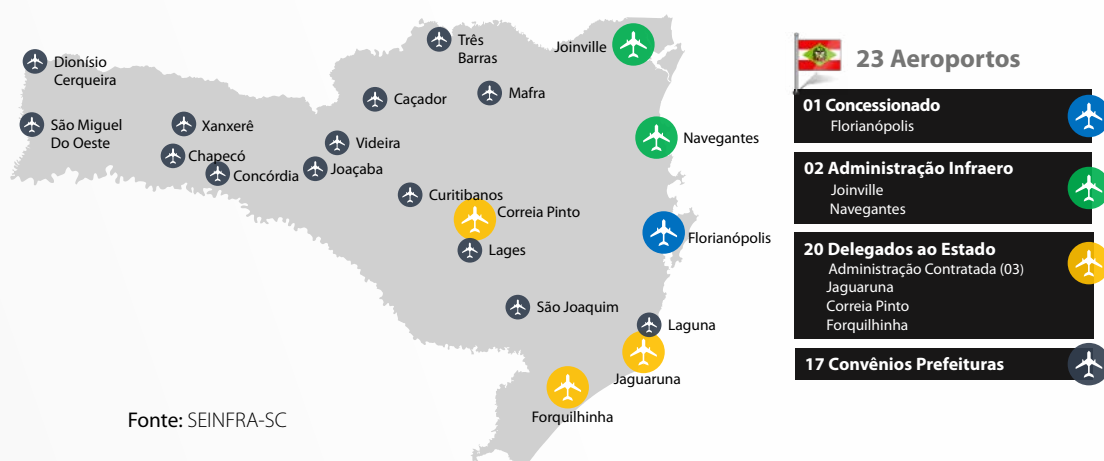 Três
Barras
Joinville
Dionísio
Cerqueira
Caçador
Mafra
São Miguel
Do Oeste
Xanxerê
Navegantes
Videira
Chapecó
Concórdia
Joaçaba
Curitibanos
Correia Pinto
Florianópolis
Lages
São Joaquim
Laguna
Jaguaruna
Forquilhinha
Fonte: SEINFRA-SC
23 Aeroportos
01 Concessionado
Florianópolis
02 Administração Infraero
Joinville
Navegantes
20 Delegados ao Estado
Administração Contratada (03)
Jaguaruna
Correia Pinto
Forquilhinha
17 Convênios Prefeituras